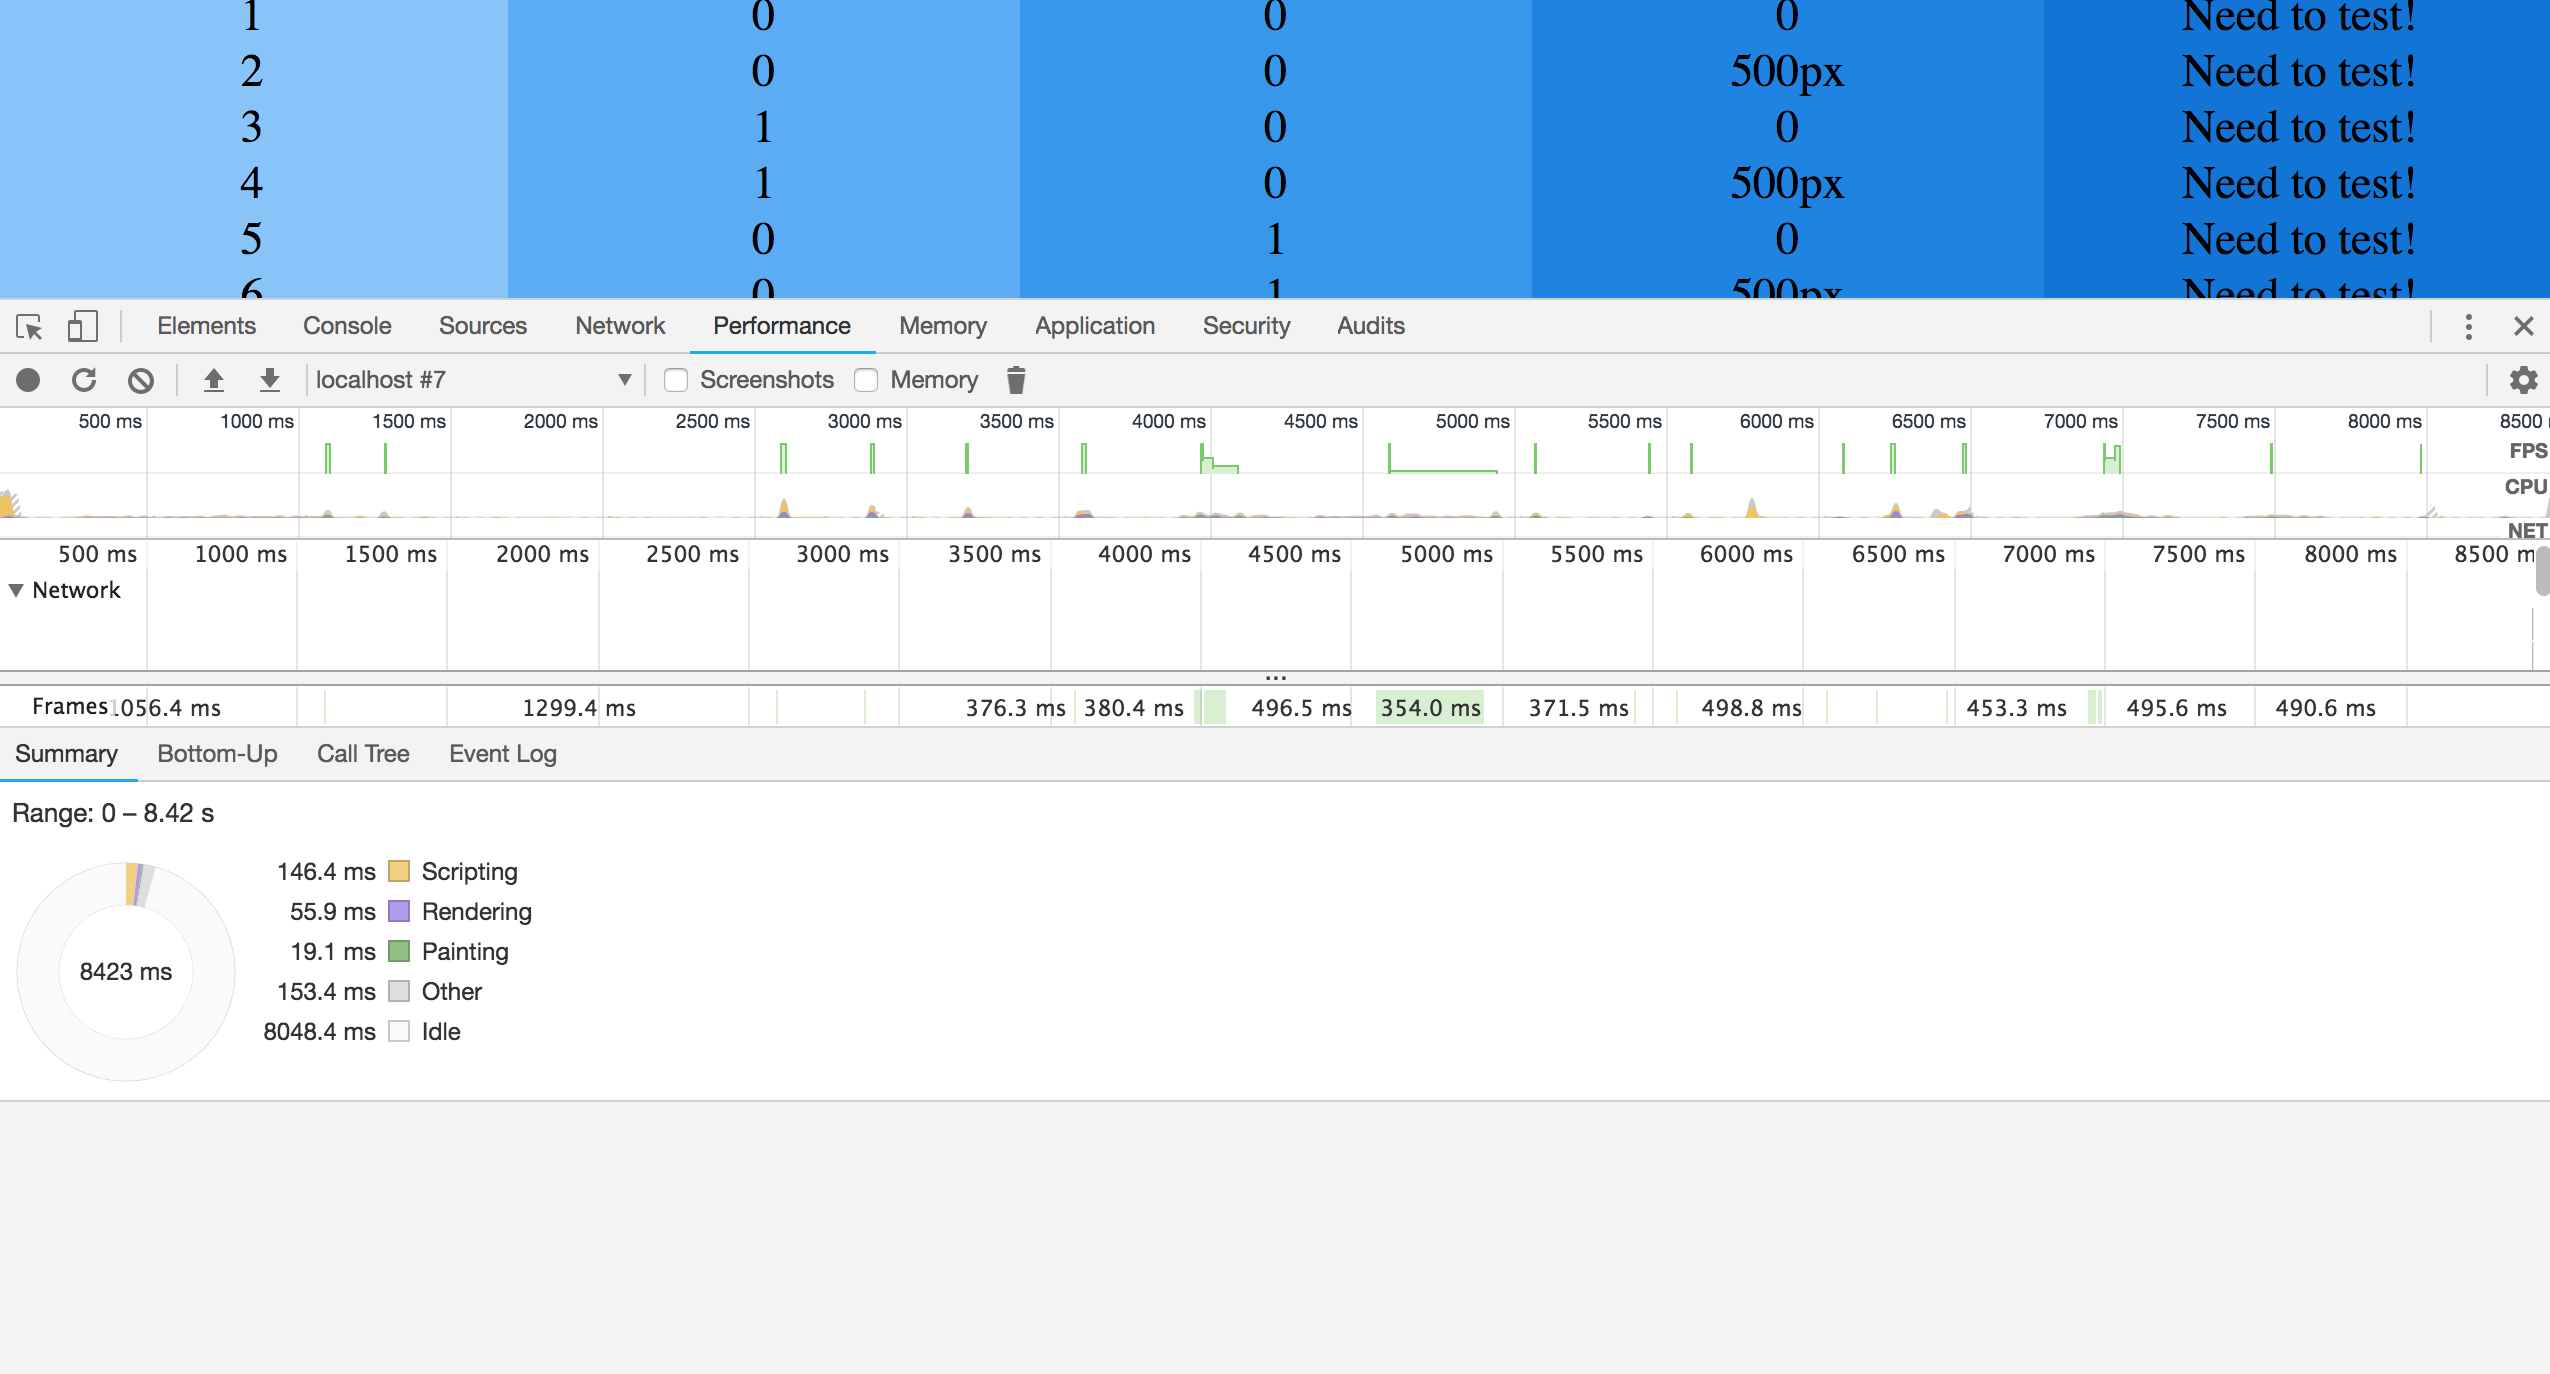 1 0 0 0 Need to test!
2 0 0 500px Need to test!
3 1 0 0 Need to test!
4 1 0 500px Need to test!
5 0 1 0 Need to test!
6 0 1 500px Need to test!
Elements Console Sources Network Performance Memory Application Security Audits
localhost #7 Screenshots Memory
500 ms 1000 ms 1500 ms 2000 ms 2500 ms 3000 ms 3500 ms 4000 ms 4500 ms 5000 ms 5500 ms 6000 ms 6500 ms 7000 ms 7500 ms 8000 ms 8500
FPS
CPU
NET
500 ms 1000 ms 1500 ms 2000 ms 2500 ms 3000 ms 3500 ms 4000 ms 4500 ms 5000 ms 5500 ms 6000 ms 6500 ms 7000 ms 7500 ms 8000 ms 8500 m
Network
...
Frames 1056.4 ms 1299.4 ms 376.3 ms 380.4 ms 496.5 ms 354.0 ms 371.5 ms 498.8 ms 453.3 ms 495.6 ms 490.6 ms
Summary Bottom-Up Call Tree Event Log
Range: 0 – 8.42 s
146.4 ms Scripting
55.9 ms Rendering
19.1 ms Painting
8423 ms
153.4 ms Other
8048.4 ms Idle